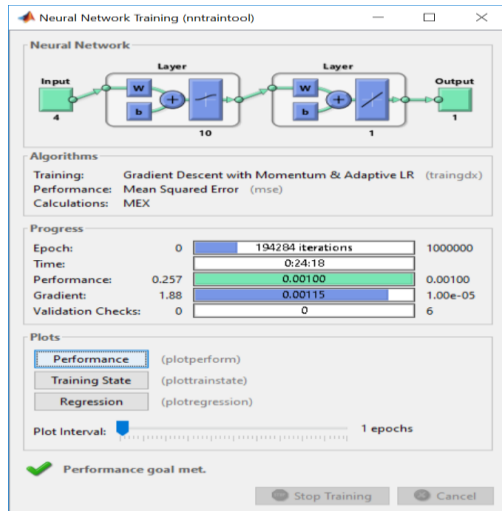 Neural Network Training (nntraintool)
Neural Network
Layer Layer
Input Output
W W
b b
4 10 1 1
Algorithms
Training: Gradient Descent with Momentum & Adaptive LR (traingdx)
Performance: Mean Squared Error (mse)
Calculations: MEX
Progress
Epoch: 0 194284 iterations 1000000
Time: 0:24:18
Performance: 0.257 0.00100 0.00100
Gradient: 1.88 0.00115 1.00e-05
Validation Checks: 0 0 6
Plots
Performance (plotperform)
Training State (plottrainstate)
Regression (plotregression)
Plot Interval: 1 epochs
Performance goal met.
Stop Training Cancel